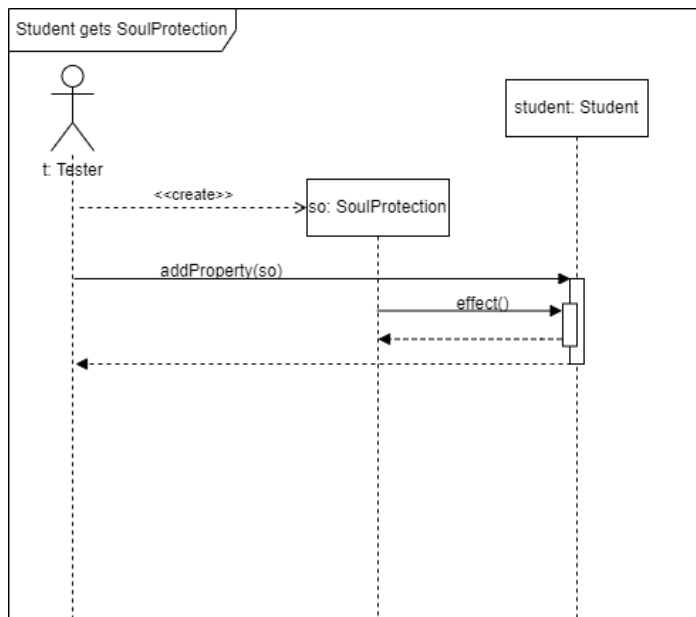 Student gets SoulProtection
student: Student
t: Tester
<<create>>
so: SoulProtection
addProperty(so)
effect()